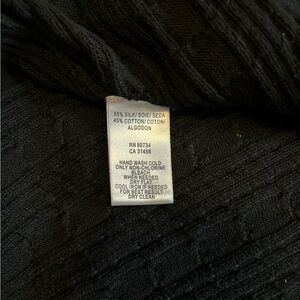 55% SILK/ SOIE/ SEDA
45% COTTON/ COTON/
ALGODON
RN 80734
CA 31458
HAND WASH COLD
ONLY NON-CHLORINE
BLEACH
WHEN NEEDED
DRY FLAT
COOL IRON IF NEEDED
FOR BEST RESULT
DRY CLEAN